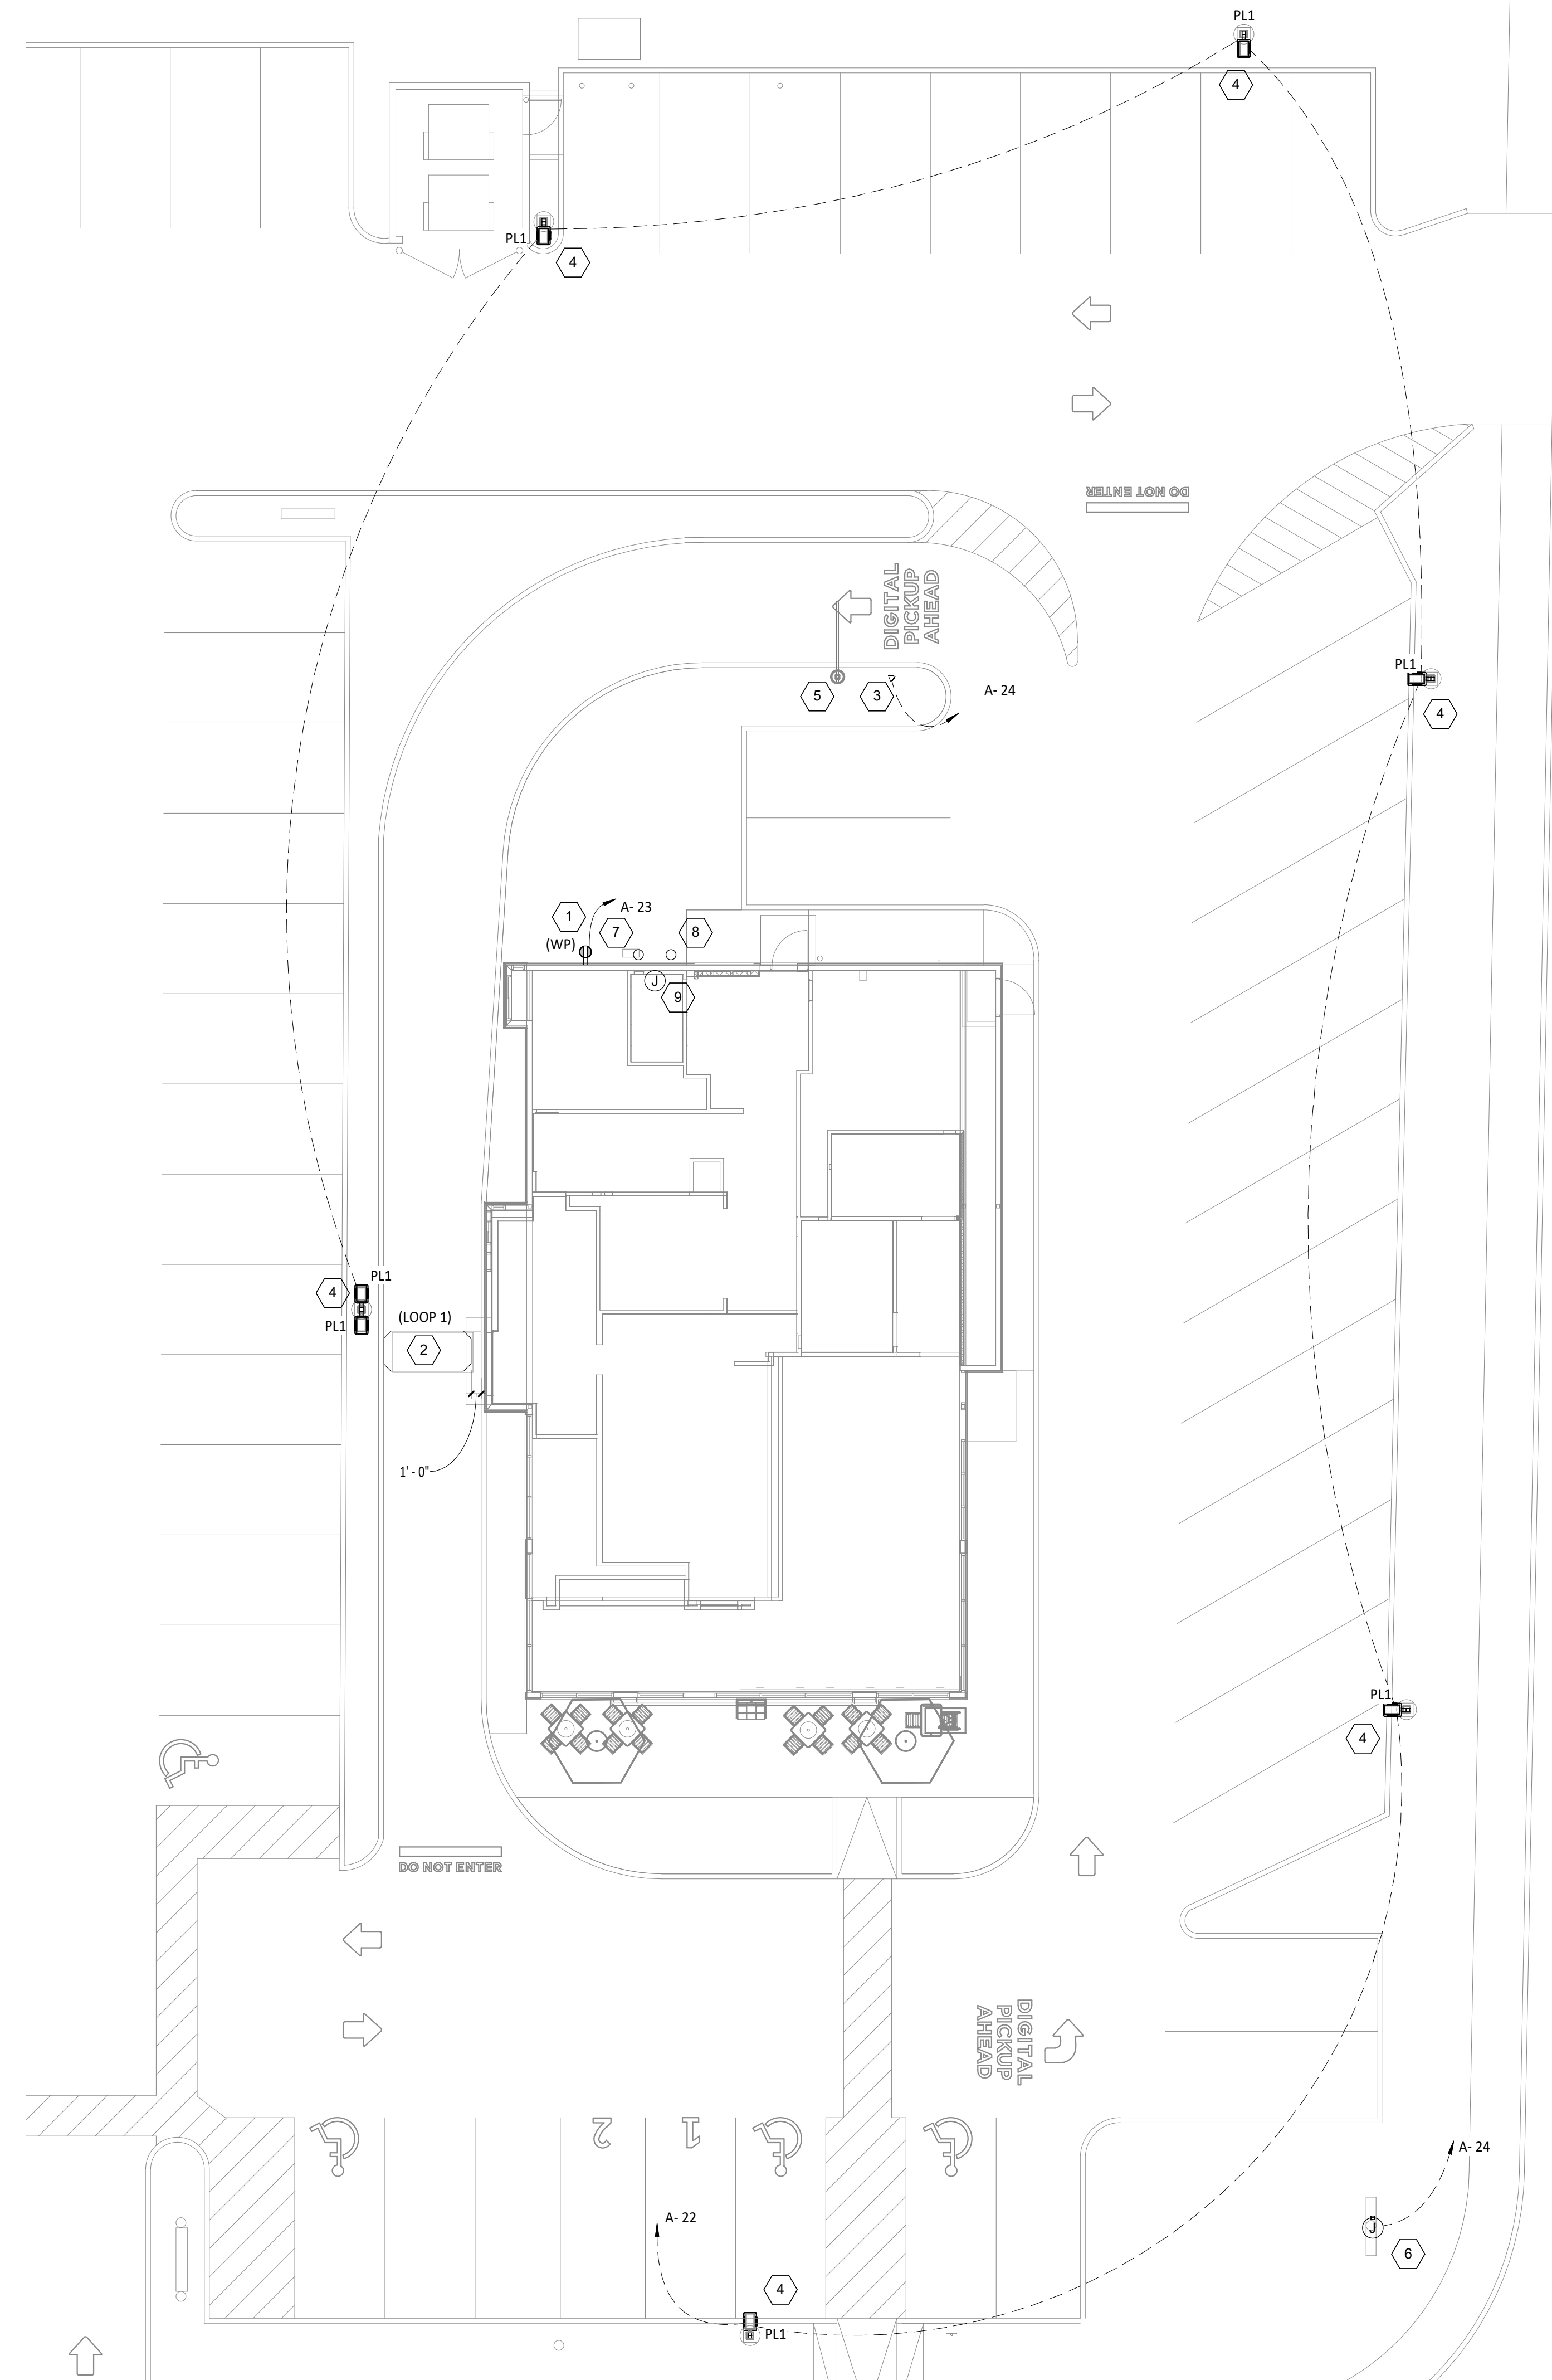 PL1
4
PL1
4
DO NOT ENTER
DIGITAL
PICKUP
AHEAD
PL1
4
5
3
A- 24
1
A- 23
7
8
(WP)
J
9
PL1
4
(LOOP 1)
PL1
2
1' - 0"
PL1
4
DO NOT ENTER
DIGITAL
PICKUP
AHEAD
2
1
A- 24
A- 22
J
6
4
PL1